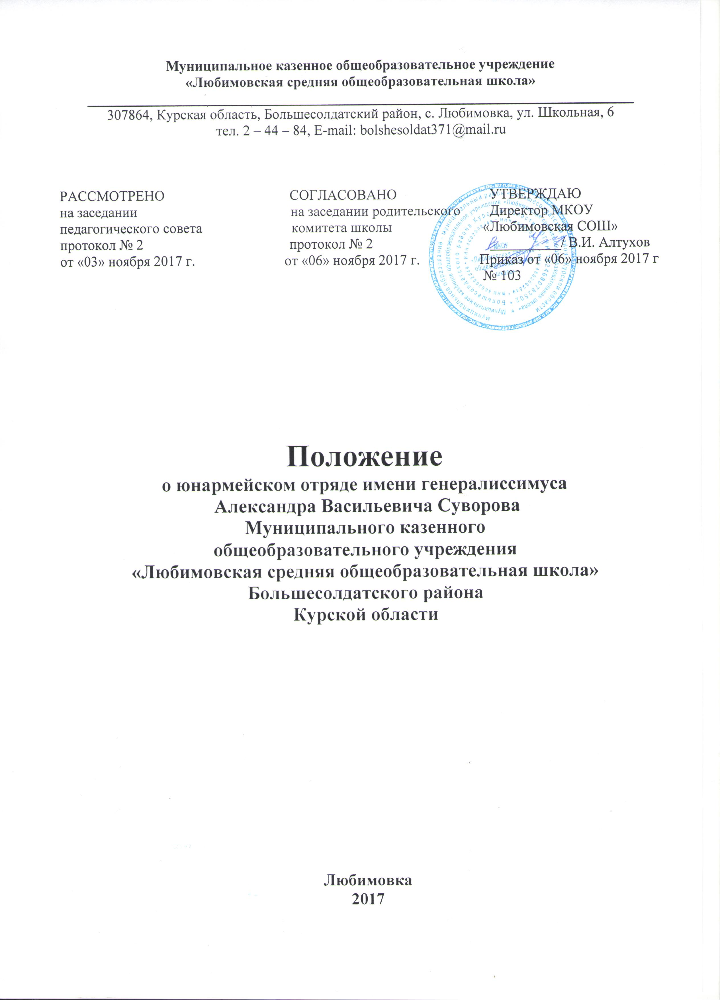 Муниципальное казенное общеобразовательное учреждение
«Любимовская средняя общеобразовательная школа»
307864, Курская область, Большесолдатский район, с. Любимовка, ул. Школьная, 6
тел. 2 – 44 – 84, E-mail: bolshesoldat371@mail.ru
РАССМОТРЕНО
на заседании
педагогического совета
протокол № 2
от «03» ноября 2017 г.
СОГЛАСОВАНО
на заседании родительского
комитета школы
протокол № 2
от «06» ноября 2017 г.
УТВЕРЖДАЮ
Директор МКОУ
«Любимовская СОШ»
__________/ В.И. Алтухов
Приказ от «06» ноября 2017 г
№ 103
МКОУ
«Любимовская средняя
школа»
Положение
о юнармейском отряде имени генералиссимуса
Александра Васильевича Суворова
Муниципального казенного
общеобразовательного учреждения
«Любимовская средняя общеобразовательная школа»
Большесолдатского района
Курской области
Любимовка
2017